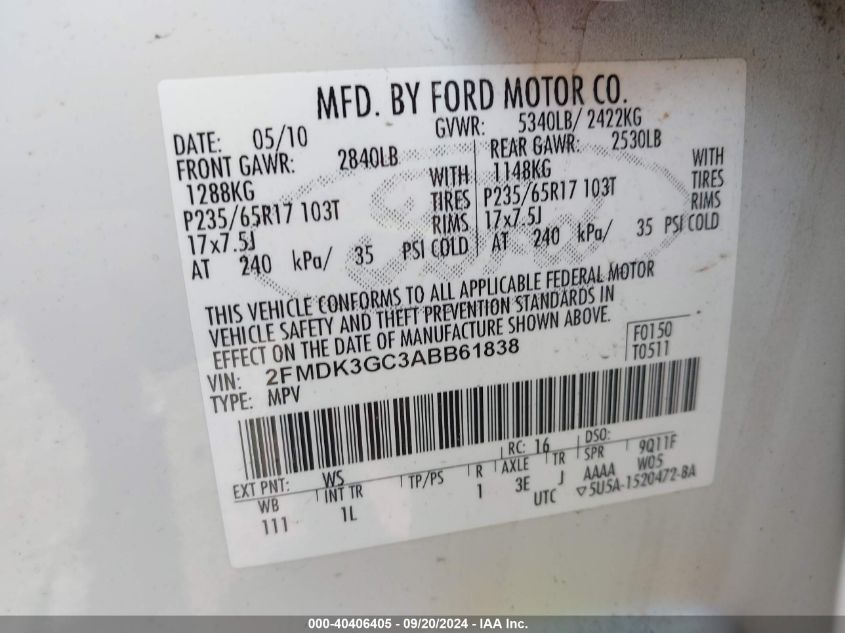 MFD. BY FORD MOTOR CO.
DATE: 05/10 GVWR: 5340LB/ 2422KG
FRONT GAWR: 2840LB REAR GAWR: 2530LB
1288KG WITH 1148KG WITH
P235/65R17 103T TIRES P235/65R17 103T TIRES
17x7.5J RIMS 17x7.5J RIMS
AT 240 kPa/ 35 PSI COLD AT 240 kPa/ 35 PSI COLD
THIS VEHICLE CONFORMS TO ALL APPLICABLE FEDERAL MOTOR
VEHICLE SAFETY AND THEFT PREVENTION STANDARDS IN
EFFECT ON THE DATE OF MANUFACTURE SHOWN ABOVE.
F0150
T0511
VIN: 2FMDK3GC3ABB61838
TYPE: MPV
EXT PNT: WS RC: 16 DSO: 9Q11F
WB INT TR TP/PS R AXLE TR SPR W05
111 1L 1 3E J AAAA
UTC ▽5U5A-1520472-BA
Ford
000-40406405 - 09/20/2024 - IAA Inc.